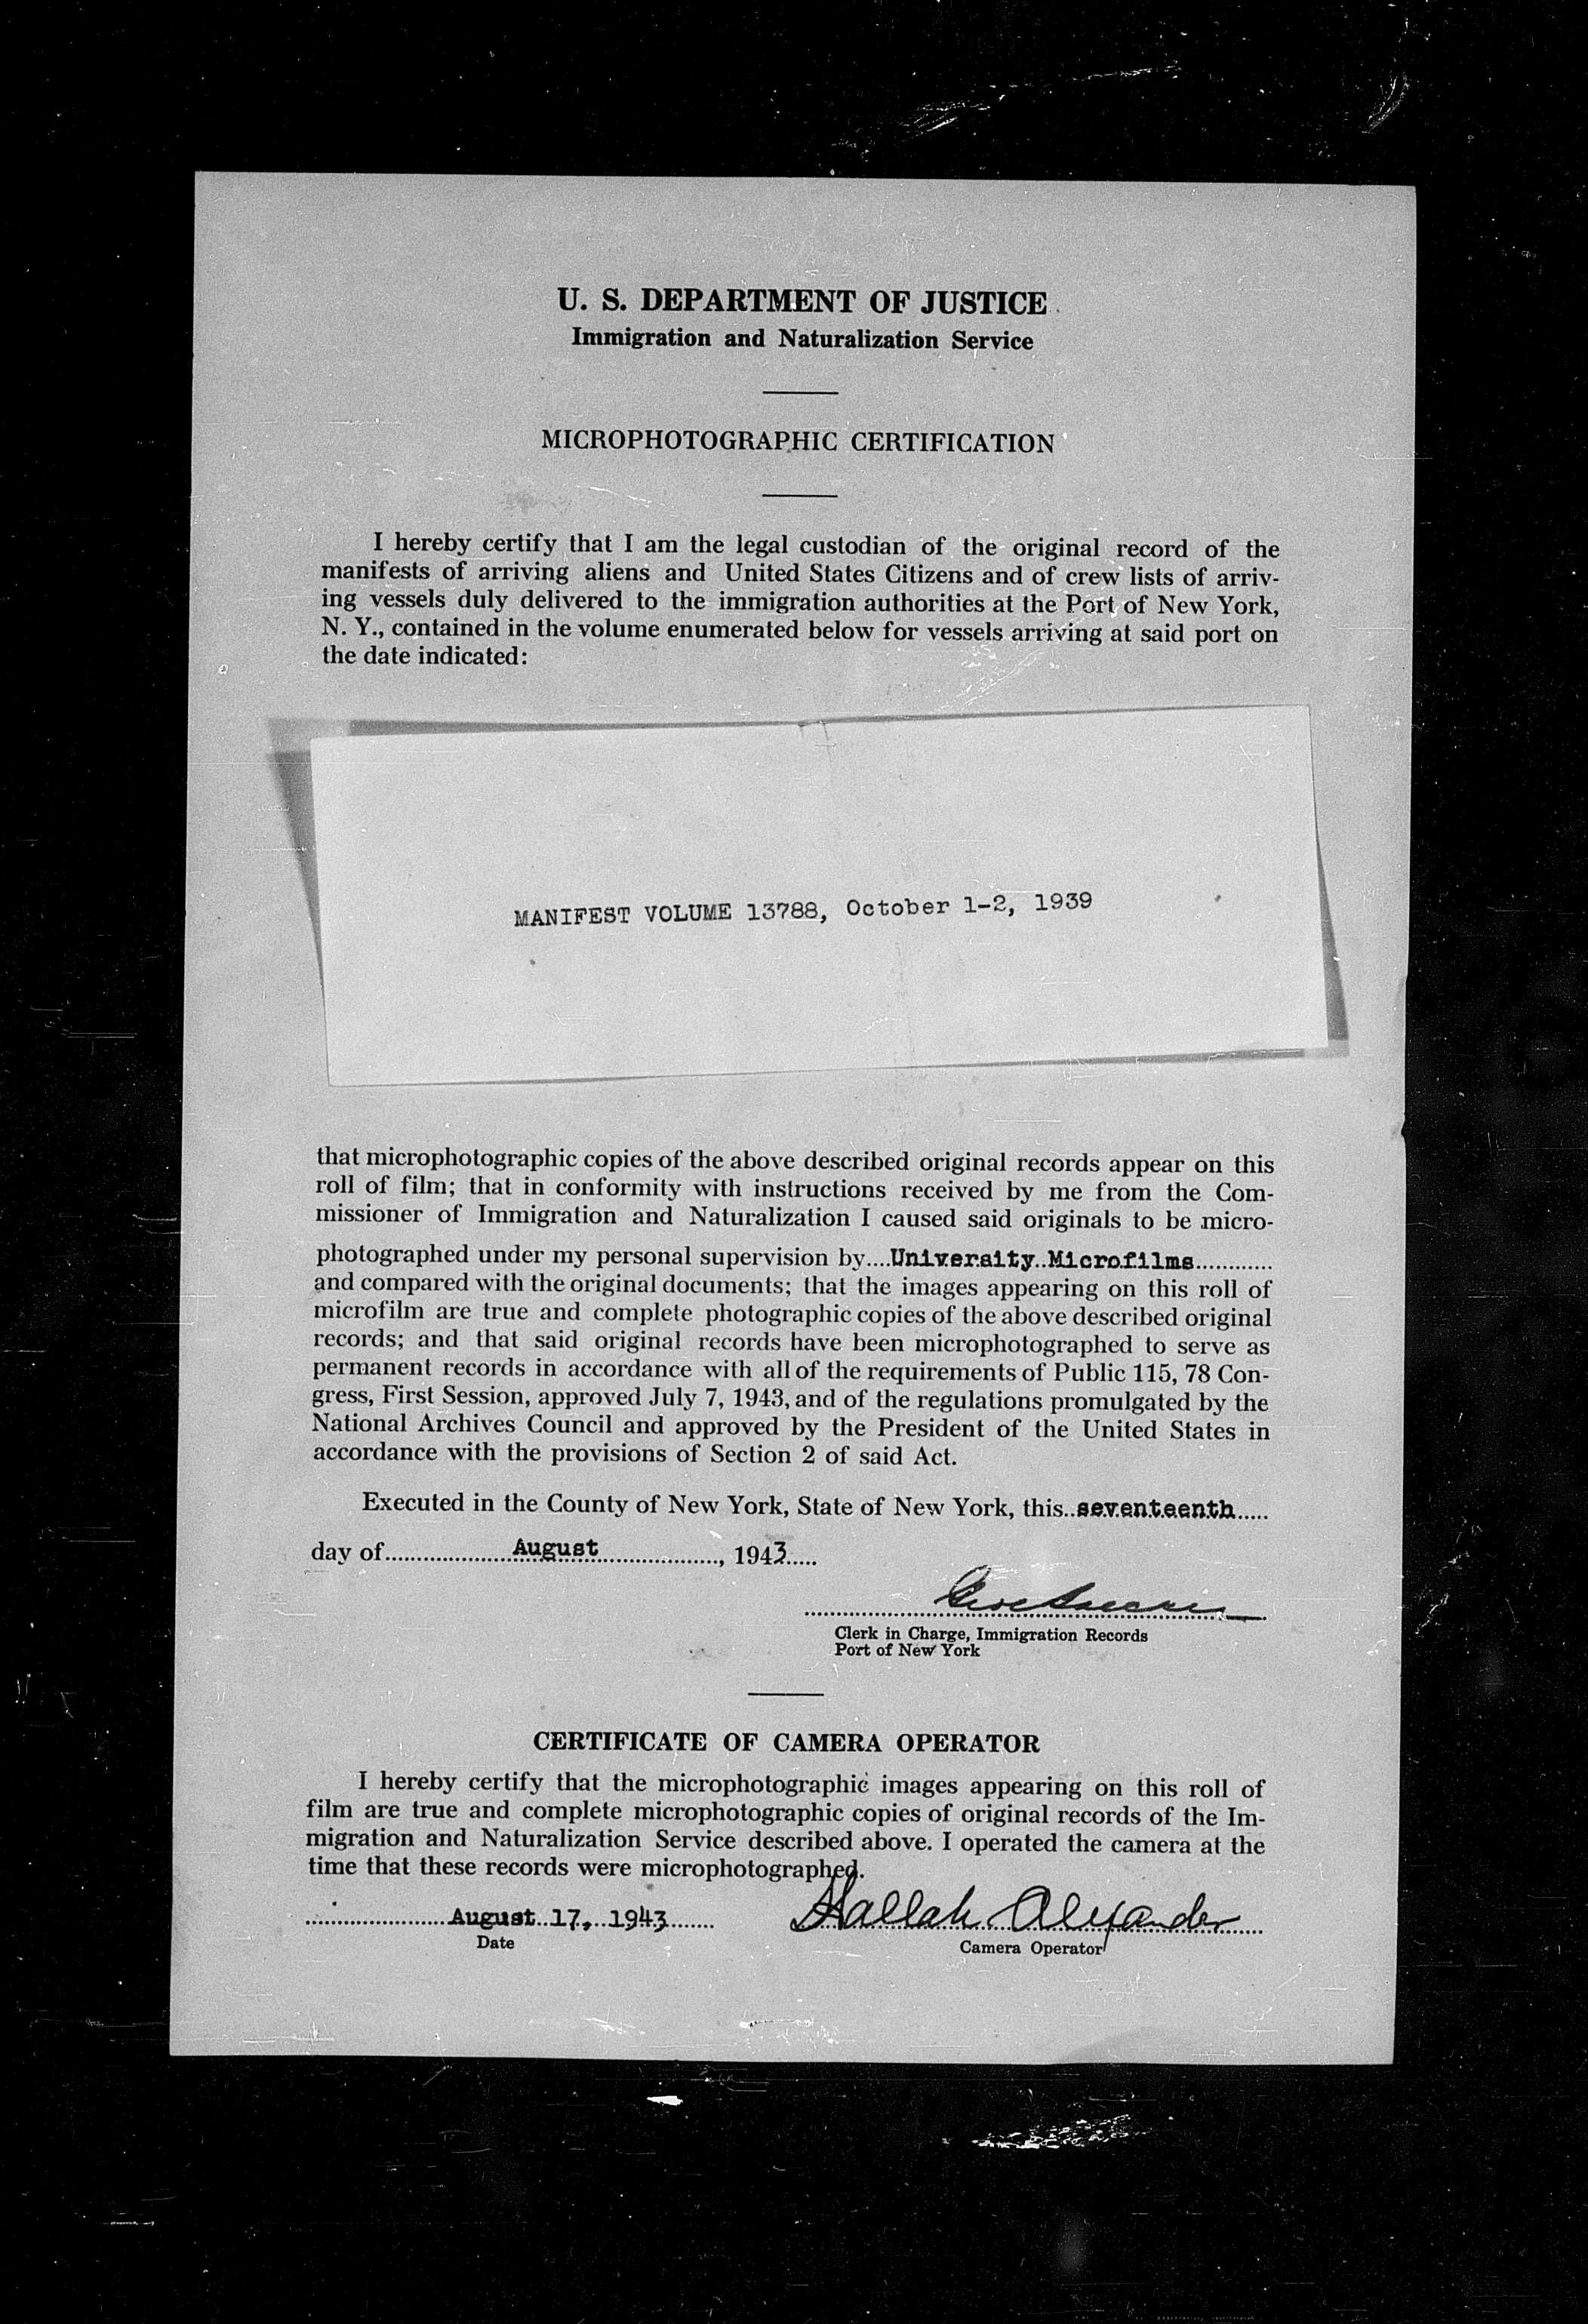 U. S. DEPARTMENT OF JUSTICE
Immigration and Naturalization Service
MICROPHOTOGRAPHIC CERTIFICATION
I hereby certify that I am the legal custodian of the original record of the
manifests of arriving aliens and United States Citizens and of crew lists of arriv-
ing vessels duly delivered to the immigration authorities at the Port of New York,
N. Y., contained in the volume enumerated below for vessels arriving at said port on
the date indicated:
MANIFEST VOLUME 13788, October 1-2, 1939
that microphotographic copies of the above described original records appear on this
roll of film; that in conformity with instructions received by me from the Com-
missioner of Immigration and Naturalization I caused said originals to be micro-
photographed under my personal supervision by....University Microfilms............
and compared with the original documents; that the images appearing on this roll of
microfilm are true and complete photographic copies of the above described original
records; and that said original records have been microphotographed to serve as
permanent records in accordance with all of the requirements of Public 115, 78 Con-
gress, First Session, approved July 7, 1943, and of the regulations promulgated by the
National Archives Council and approved by the President of the United States in
accordance with the provisions of Section 2 of said Act.
Executed in the County of New York, State of New York, this..seventeenth.....
day of......................August......................, 1943.....
Clerk in Charge, Immigration Records
Port of New York
CERTIFICATE OF CAMERA OPERATOR
I hereby certify that the microphotographic images appearing on this roll of
film are true and complete microphotographic copies of original records of the Im-
migration and Naturalization Service described above. I operated the camera at the
time that these records were microphotographed.
August 17, 1943 Hallah Alexander
Date Camera Operator